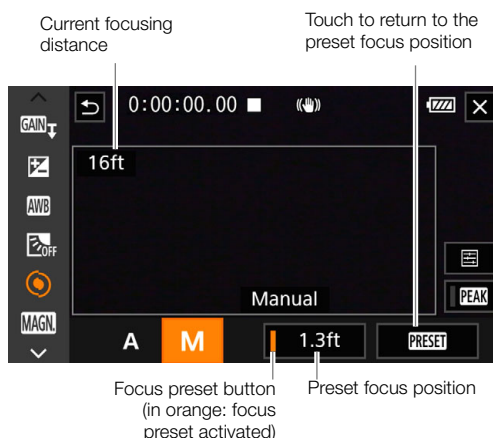 Current focusing
distance
Touch to return to the
preset focus position
0:00:00.00
GAIN
16ft
AWB
OFF
PEAK
Manual
MAGN.
A
M
1.3ft
PRESET
Focus preset button
(in orange: focus
preset activated)
Preset focus position